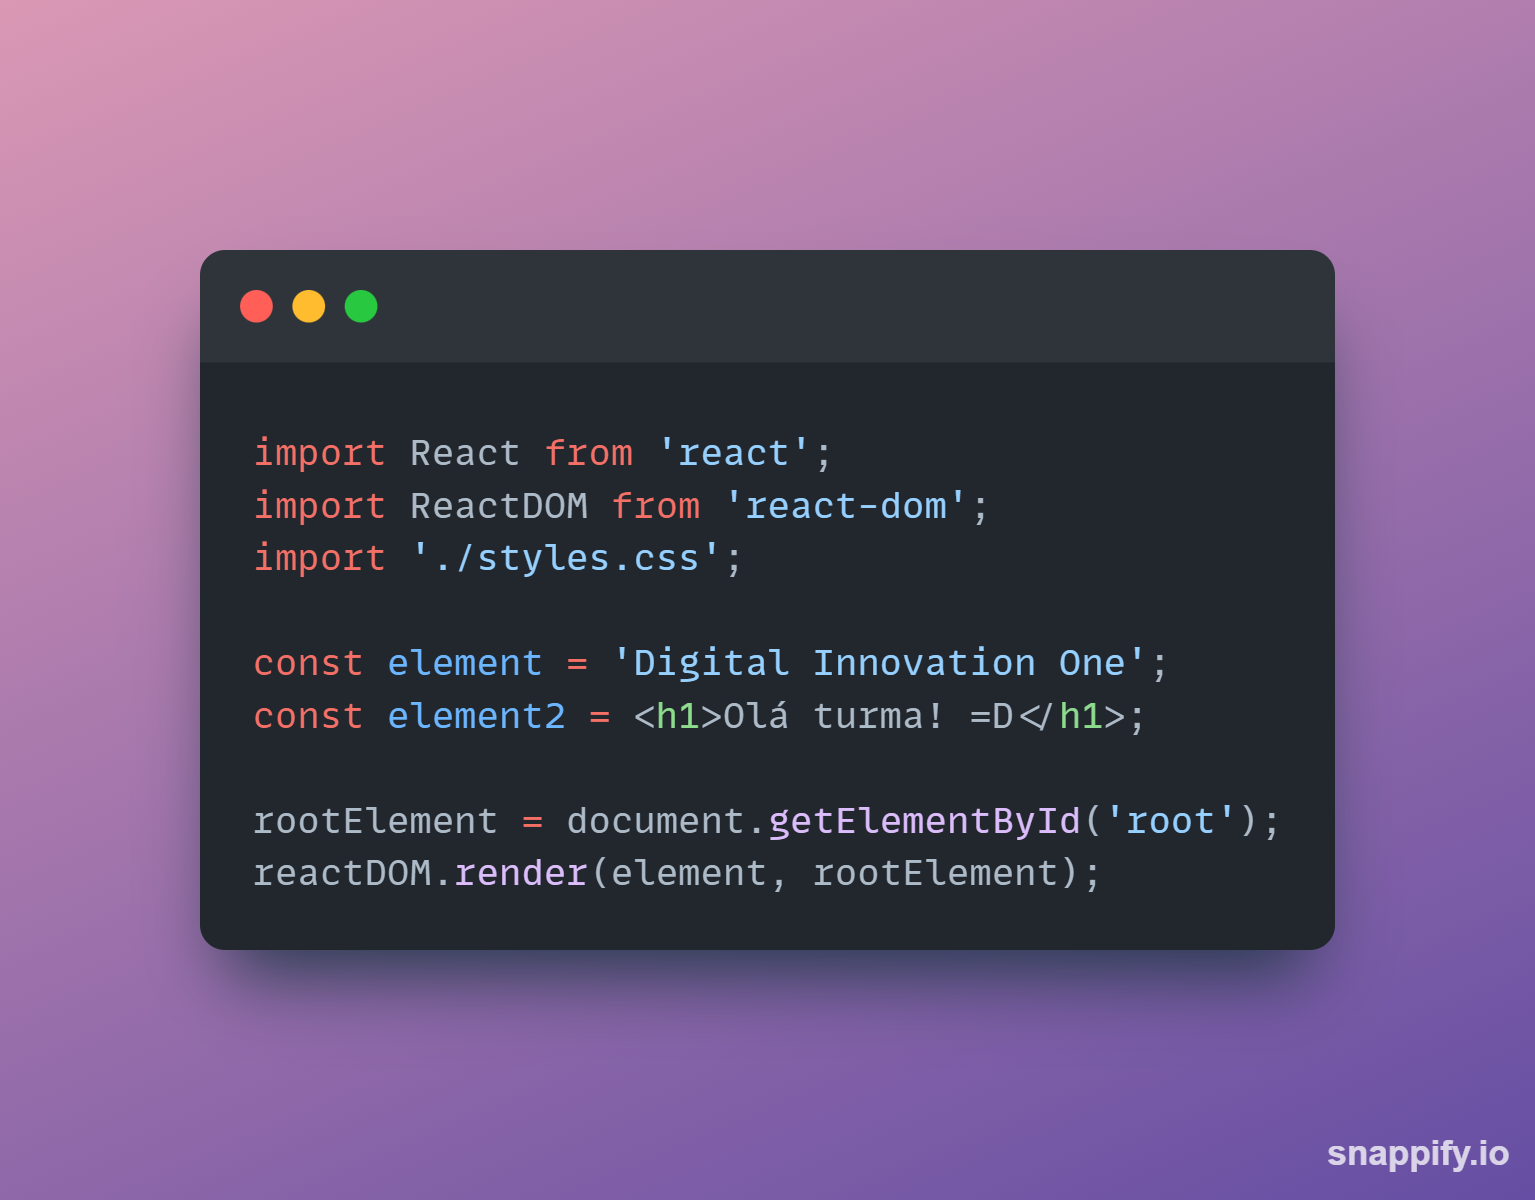 import React from 'react';
import ReactDOM from 'react-dom';
import './styles.css';
const element = 'Digital Innovation One';
const element2 = <h1>Olá turma! =D</h1>;
rootElement = document.getElementById('root');
reactDOM.render(element, rootElement);
snappify.io